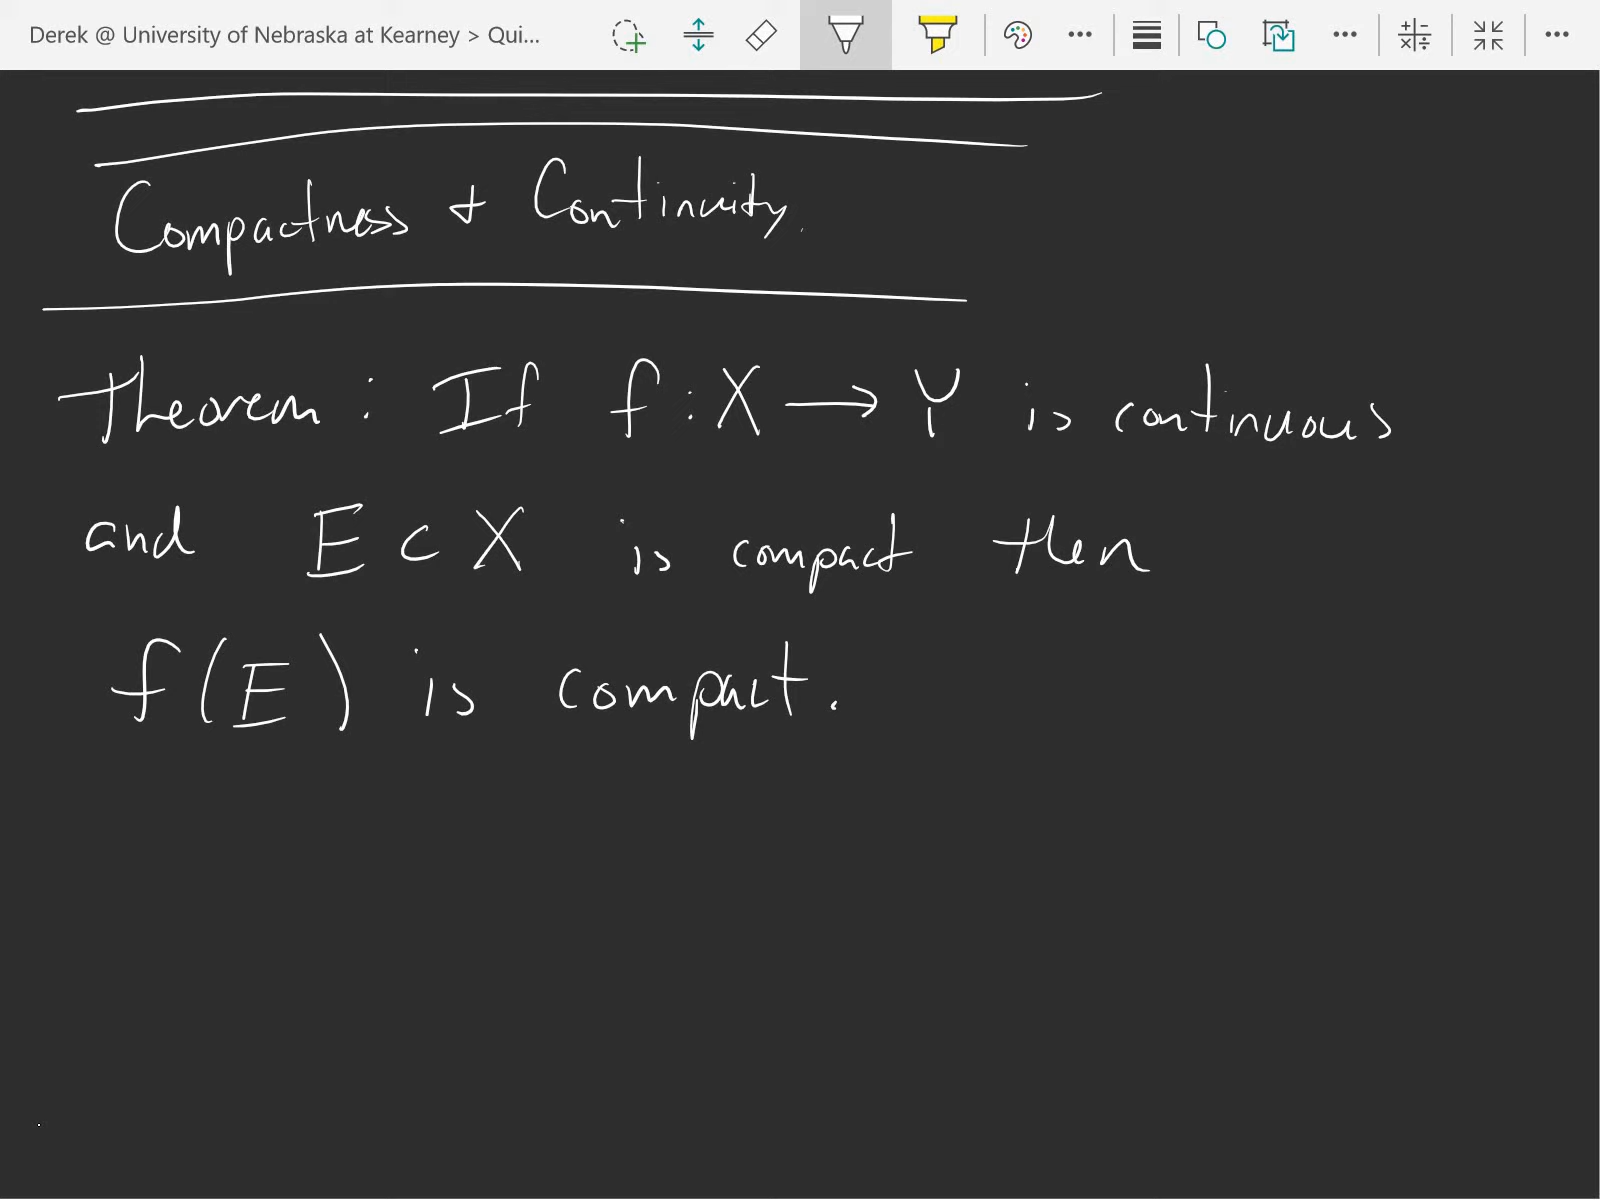 Derek @ University of Nebraska at Kearney > Qui...
Compactness + Continuity.
Theorem: If f: X → Y is continuous
and E ⊂ X is compact then
f(E) is compact.